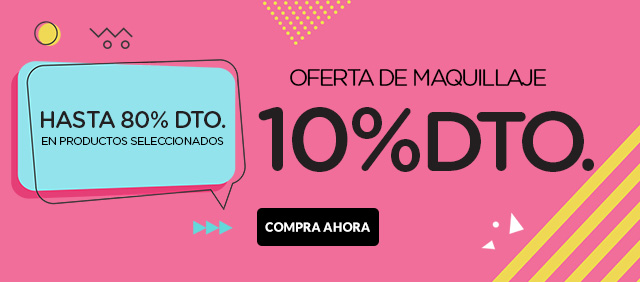 HASTA 80% DTO.
EN PRODUCTOS SELECCIONADOS
OFERTA DE MAQUILLAJE
10%DTO.
COMPRA AHORA